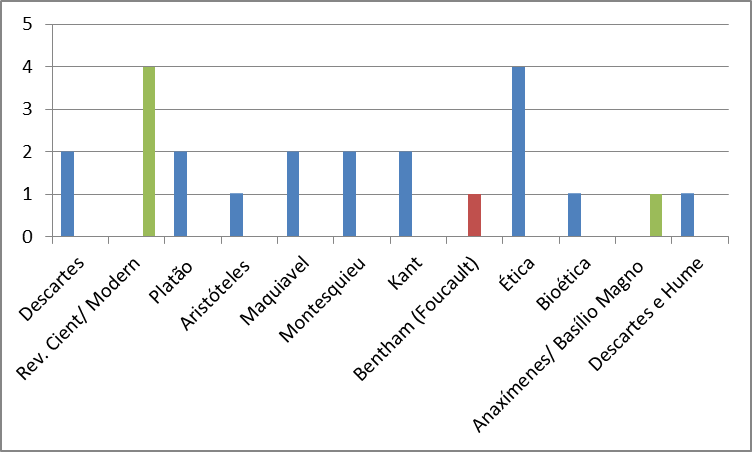 5
4
3
2
1
0
Descartes
Rev. Cient/ Modern
Platão
Aristóteles
Maquiavel
Montesquieu
Kant
Bentham (Foucault)
Ética
Bioética
Anaxímenes/ Basílio Magno
Descartes e Hume